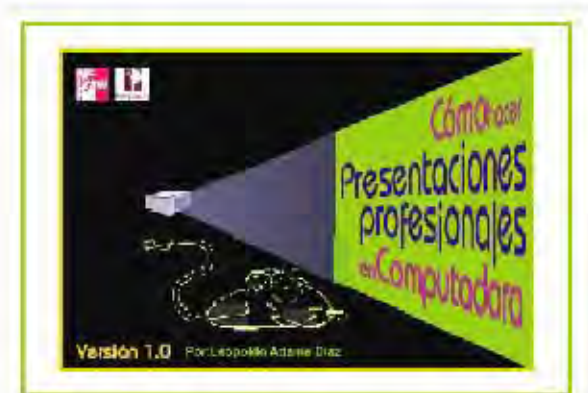 Cómo hacer
Presentaciones
profesionales
en Computadora
Versión 1.0 Por: Leopoldo Adame Díaz